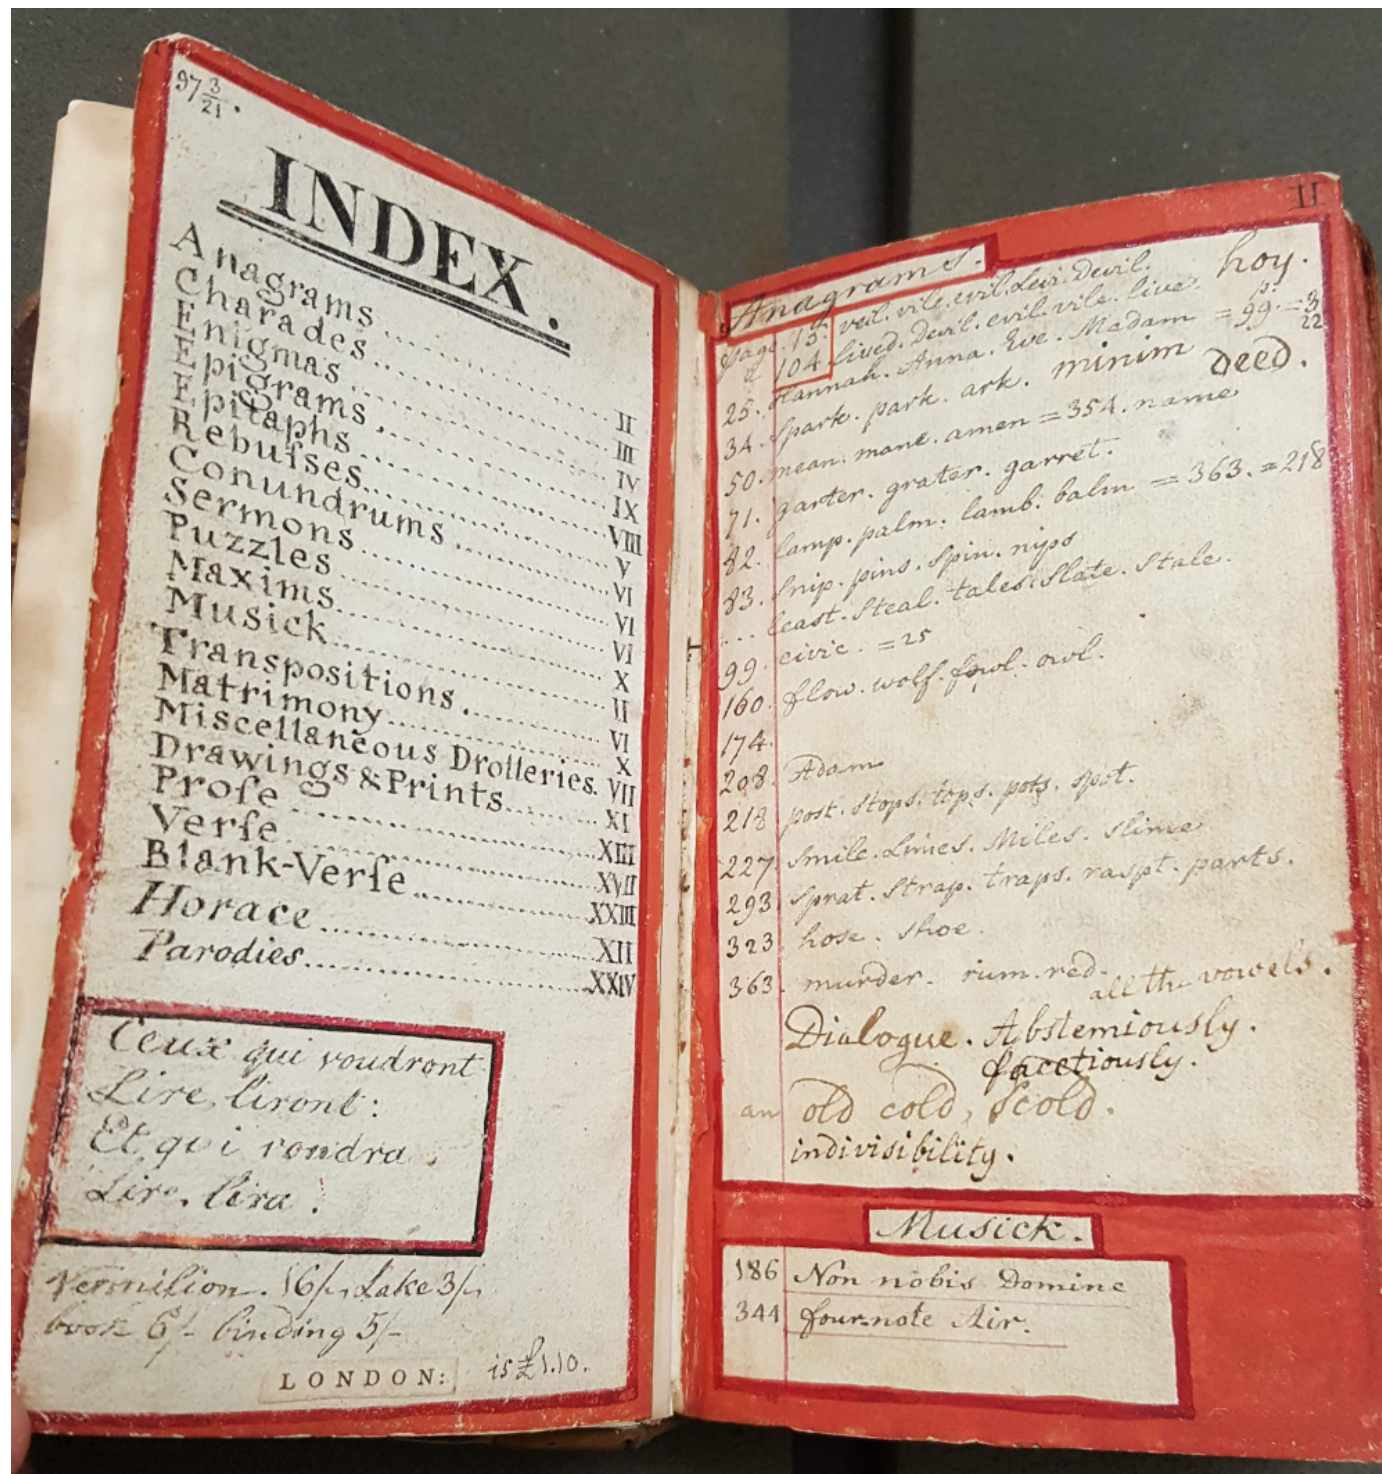 97 3/21.
INDEX.
Anagrams........II
Charades........III
Enigmas........IV
Epigrams........IX
Epitaphs........VIII
Rebuſses........V
Conundrums........VI
Sermons........VI
Puzzles........VI
Maxims........X
Musick........II
Transpositions........VI
Matrimony........X
Miscellaneous Drolleries. VII
Drawings & Prints........XI
Proſe........XIII
Verſe........XVII
Blank-Verſe........XXIII
Horace........XII
Parodies........XXIV
Ceux qui voudront
Lire, liront:
Et qui voudra
Lire, lira.
Vermilion. 16/- Lake 3/-
book 6/- binding 5/-
LONDON: is £1.10.
II
Anagrams.
page. 15. veil. vile. evil. Levi. Devil. hoy.
& 104. lived. Devil. evil. vile. live.
25. Hannah. Anna. Eve. Madam = p. 99. = 3/22
34. Spark. park. ark. minim deed.
50. mean. mane. amen = 354. name
71. garter. grater. garret.
82. lamp. palm. lamb. balm = 363. = 218
83. Snip. pins. Spin. nips
... least. Steal. tales. Slate. Stale.
99. civic. = 25
160. flow. wolf. fowl. owl.
174.
208. Adam
218 post. Stops. tops. pots. Spot.
227 Smile. Limes. Miles. Slime
293 Sprat. Strap. traps. raspt. parts.
323 hose. Shoe.
363. murder. rum. red.
all the vowels.
Dialogue. Abstemiously.
facetiously.
an old cold, Scold.
indivisibility.
Musick.
186 Non nobis Domine
344 four-note Air.